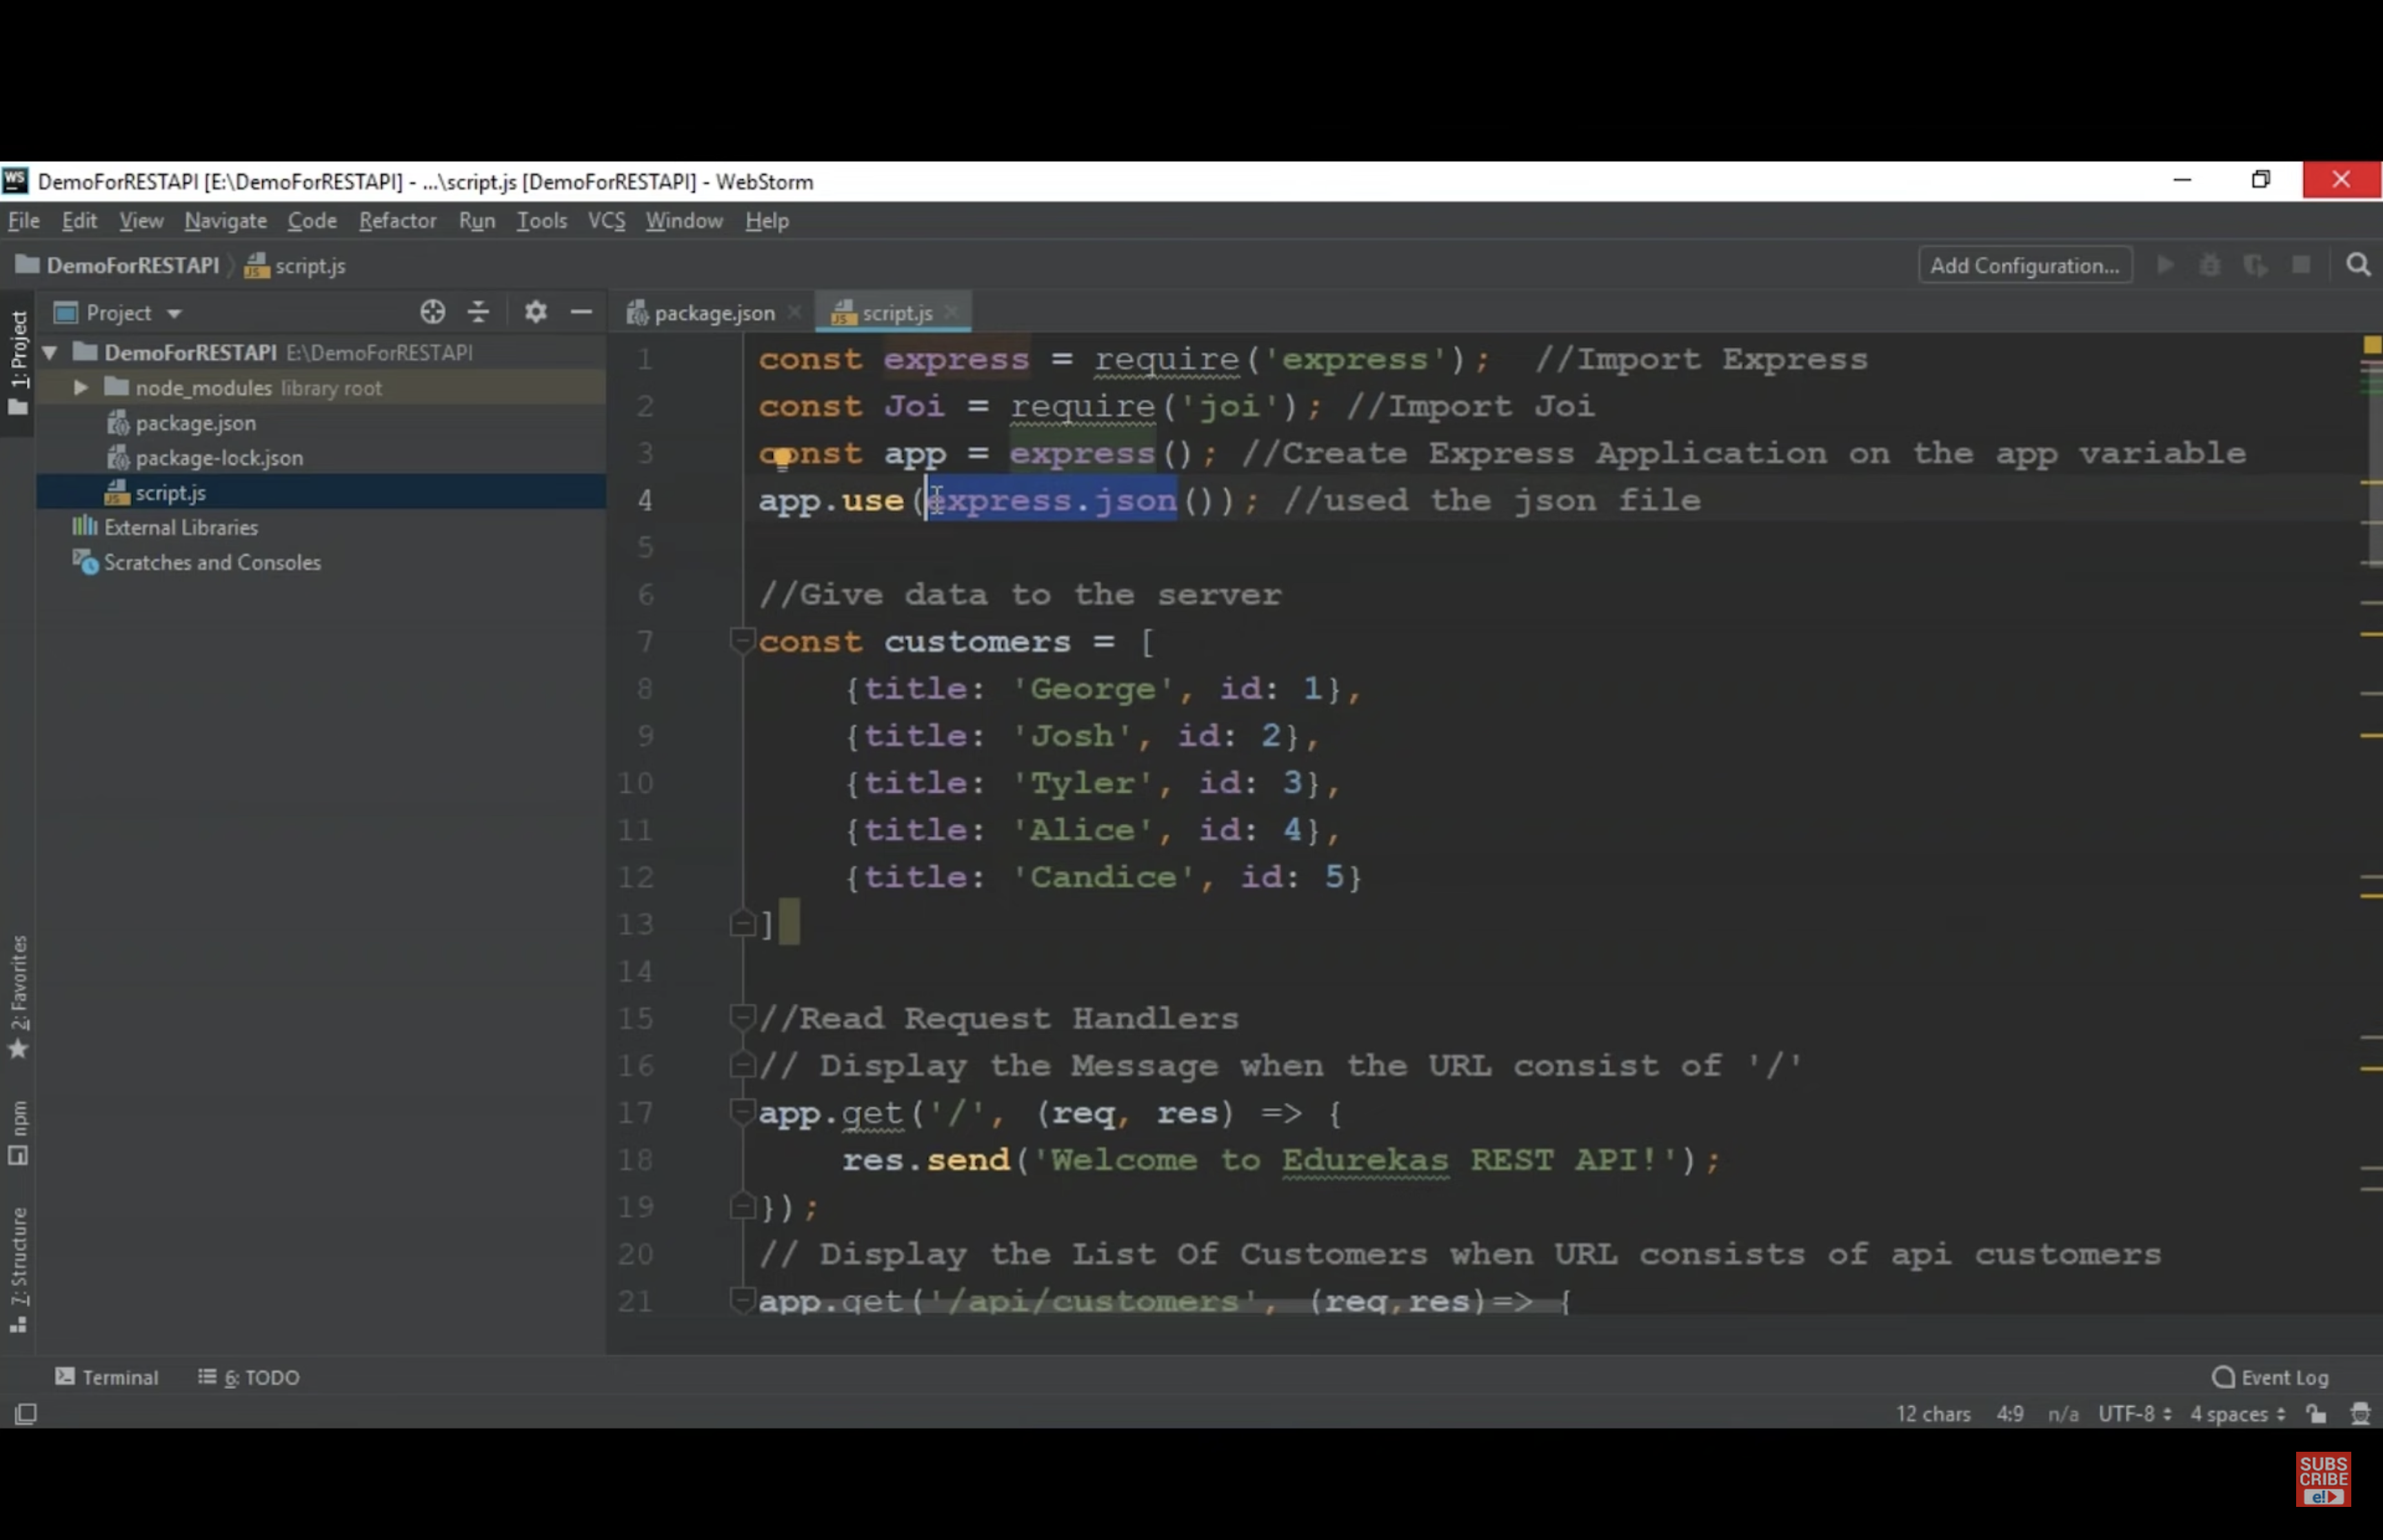 WS DemoForRESTAPI [E:\DemoForRESTAPI] - ...\script.js [DemoForRESTAPI] - WebStorm
File Edit View Navigate Code Refactor Run Tools VCS Window Help
DemoForRESTAPI script.js Add Configuration...
1: Project
Project
DemoForRESTAPI E:\DemoForRESTAPI
node_modules library root
package.json
package-lock.json
script.js
External Libraries
Scratches and Consoles
2: Favorites
npm
7: Structure
package.json script.js
1 const express = require('express'); //Import Express
2 const Joi = require('joi'); //Import Joi
3 const app = express(); //Create Express Application on the app variable
4 app.use(express.json()); //used the json file
5
6 //Give data to the server
7 const customers = [
8 {title: 'George', id: 1},
9 {title: 'Josh', id: 2},
10 {title: 'Tyler', id: 3},
11 {title: 'Alice', id: 4},
12 {title: 'Candice', id: 5}
13 ]
14
15 //Read Request Handlers
16 // Display the Message when the URL consist of '/'
17 app.get('/', (req, res) => {
18 res.send('Welcome to Edurekas REST API!');
19 });
20 // Display the List Of Customers when URL consists of api customers
21 app.get('/api/customers', (req,res)=> {
Terminal 6: TODO Event Log
12 chars 4:9 n/a UTF-8 4 spaces
SUBS
CRIBE
e!